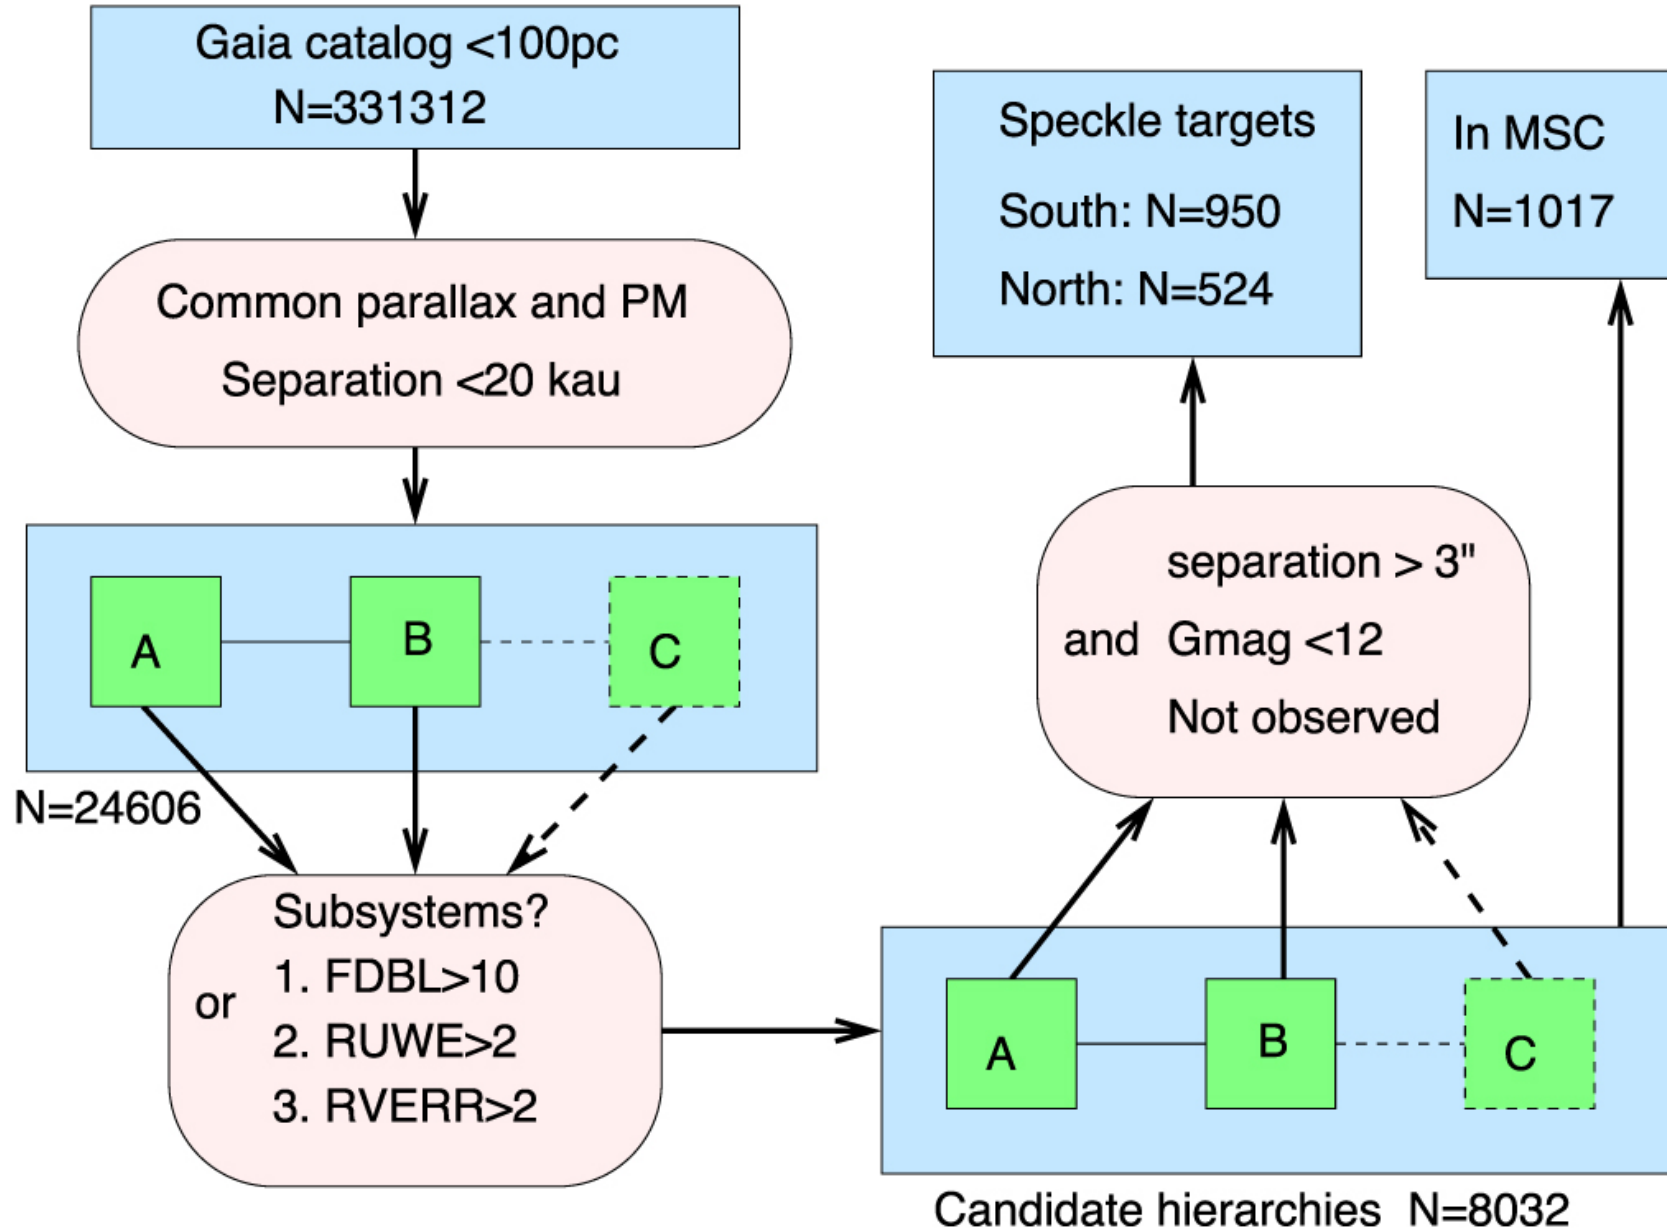 Gaia catalog <100pc
N=331312
Common parallax and PM
Separation <20 kau
A
B
C
N=24606
Subsystems?
or
1. FDBL>10
2. RUWE>2
3. RVERR>2
Speckle targets
South: N=950
North: N=524
In MSC
N=1017
separation > 3"
and Gmag <12
Not observed
A
B
C
Candidate hierarchies N=8032